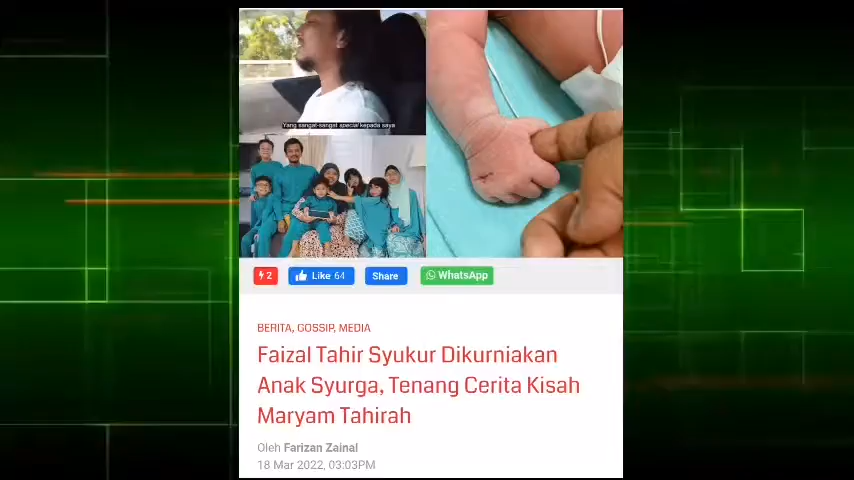 Yang sangat-sangat special kepada saya
2
Like 64
Share
WhatsApp
BERITA, GOSSIP, MEDIA
Faizal Tahir Syukur Dikurniakan
Anak Syurga, Tenang Cerita Kisah
Maryam Tahirah
Oleh Farizan Zainal
18 Mar 2022, 03:03PM